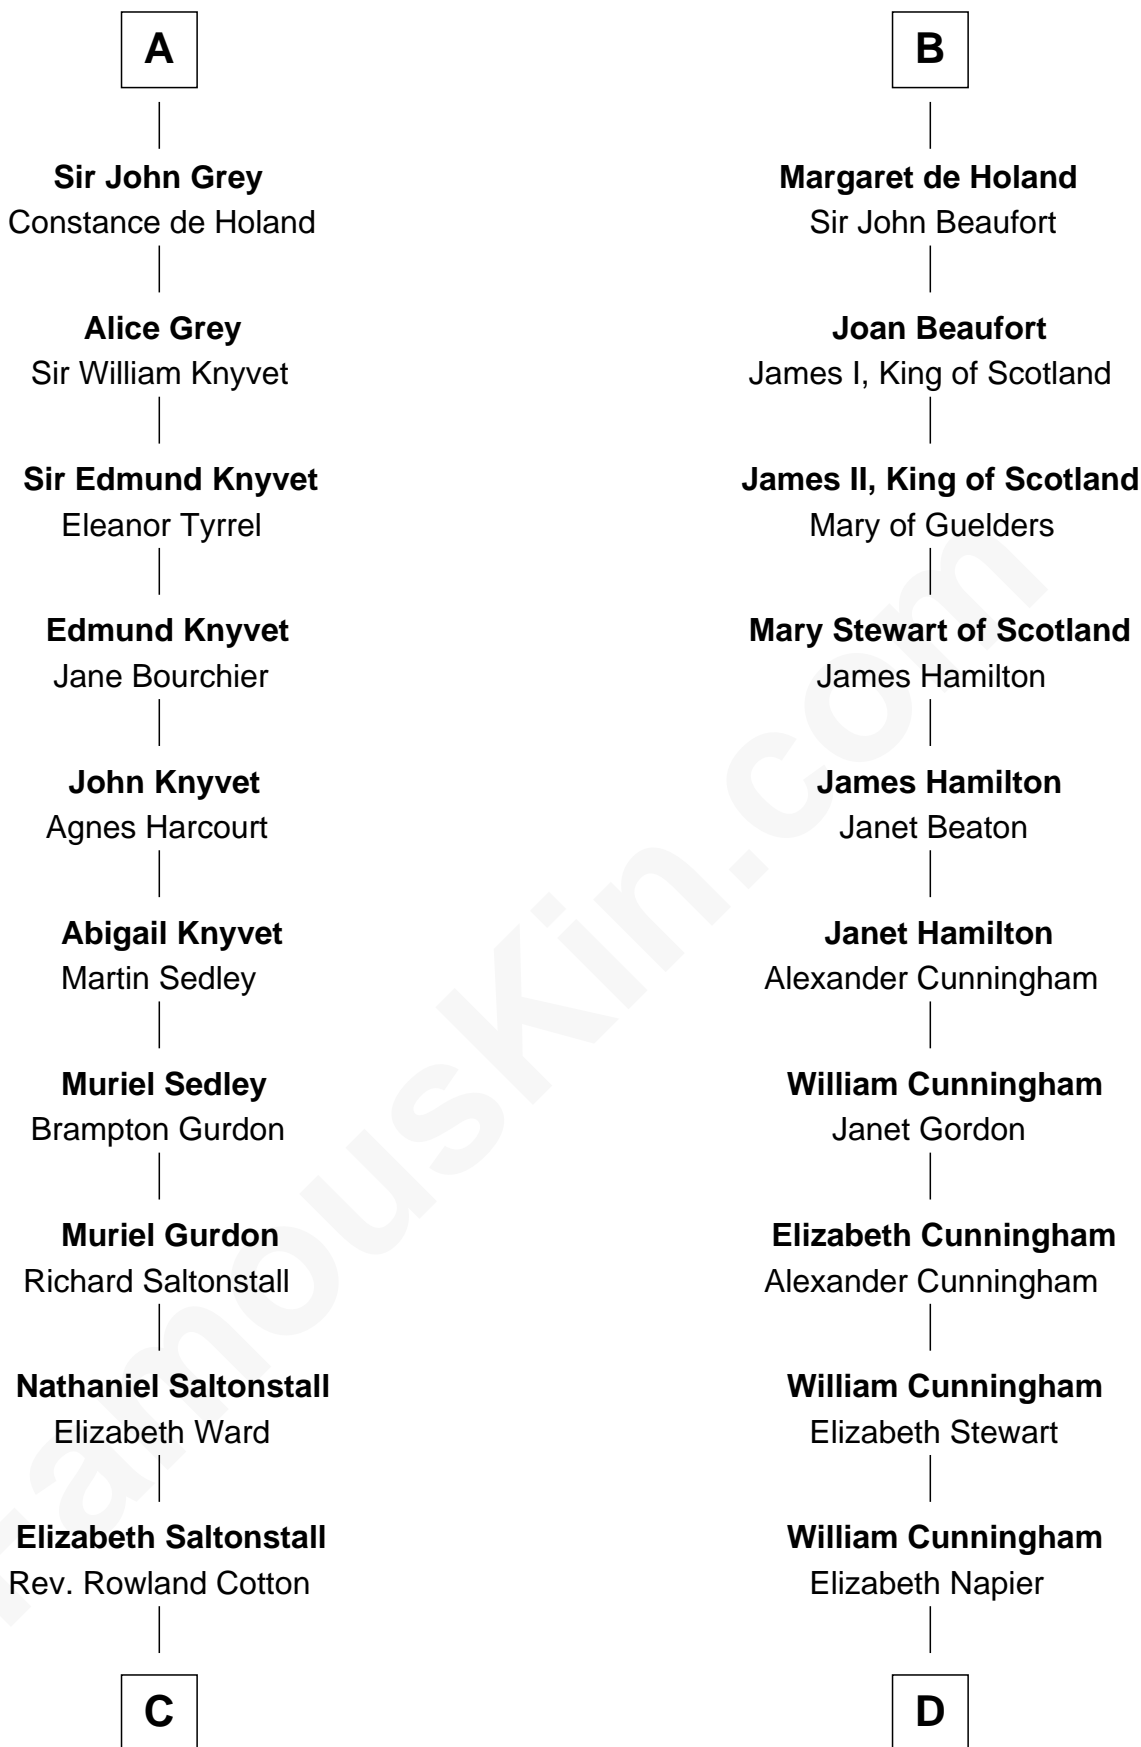 A
Sir John Grey
Constance de Holand
Alice Grey
Sir William Knyvet
Sir Edmund Knyvet
Eleanor Tyrrel
Edmund Knyvet
Jane Bourchier
John Knyvet
Agnes Harcourt
Abigail Knyvet
Martin Sedley
Muriel Sedley
Brampton Gurdon
Muriel Gurdon
Richard Saltonstall
Nathaniel Saltonstall
Elizabeth Ward
Elizabeth Saltonstall
Rev. Rowland Cotton
C
B
Margaret de Holand
Sir John Beaufort
Joan Beaufort
James I, King of Scotland
James II, King of Scotland
Mary of Guelders
Mary Stewart of Scotland
James Hamilton
James Hamilton
Janet Beaton
Janet Hamilton
Alexander Cunningham
William Cunningham
Janet Gordon
Elizabeth Cunningham
Alexander Cunningham
William Cunningham
Elizabeth Stewart
William Cunningham
Elizabeth Napier
D
FamousKin.com